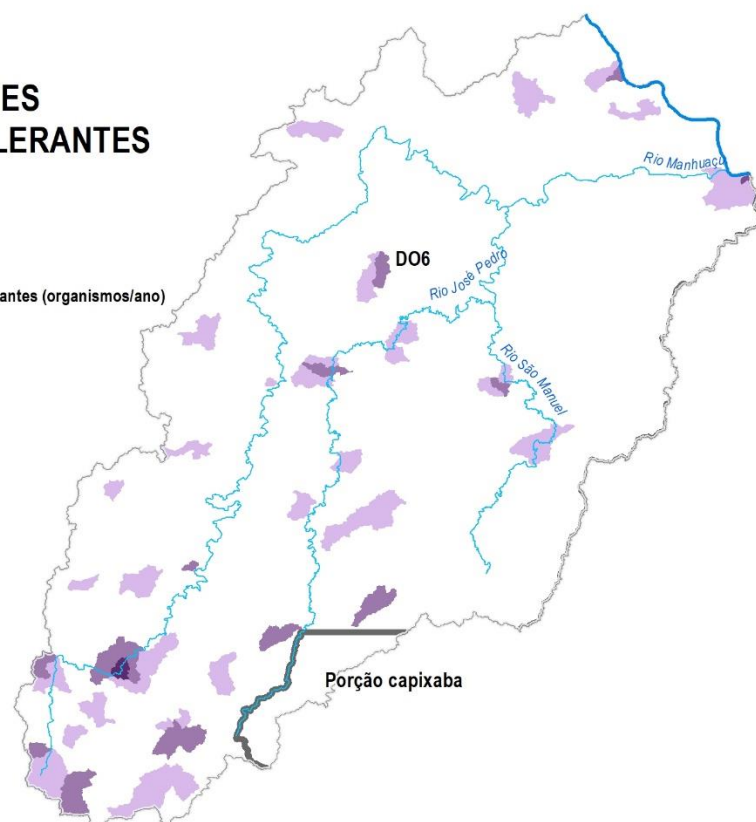 ES
LERANTES
antes (organismos/ano)
Rio Manhuaçu
DO6
Rio José Pedro
Rio São Manuel
Porção capixaba